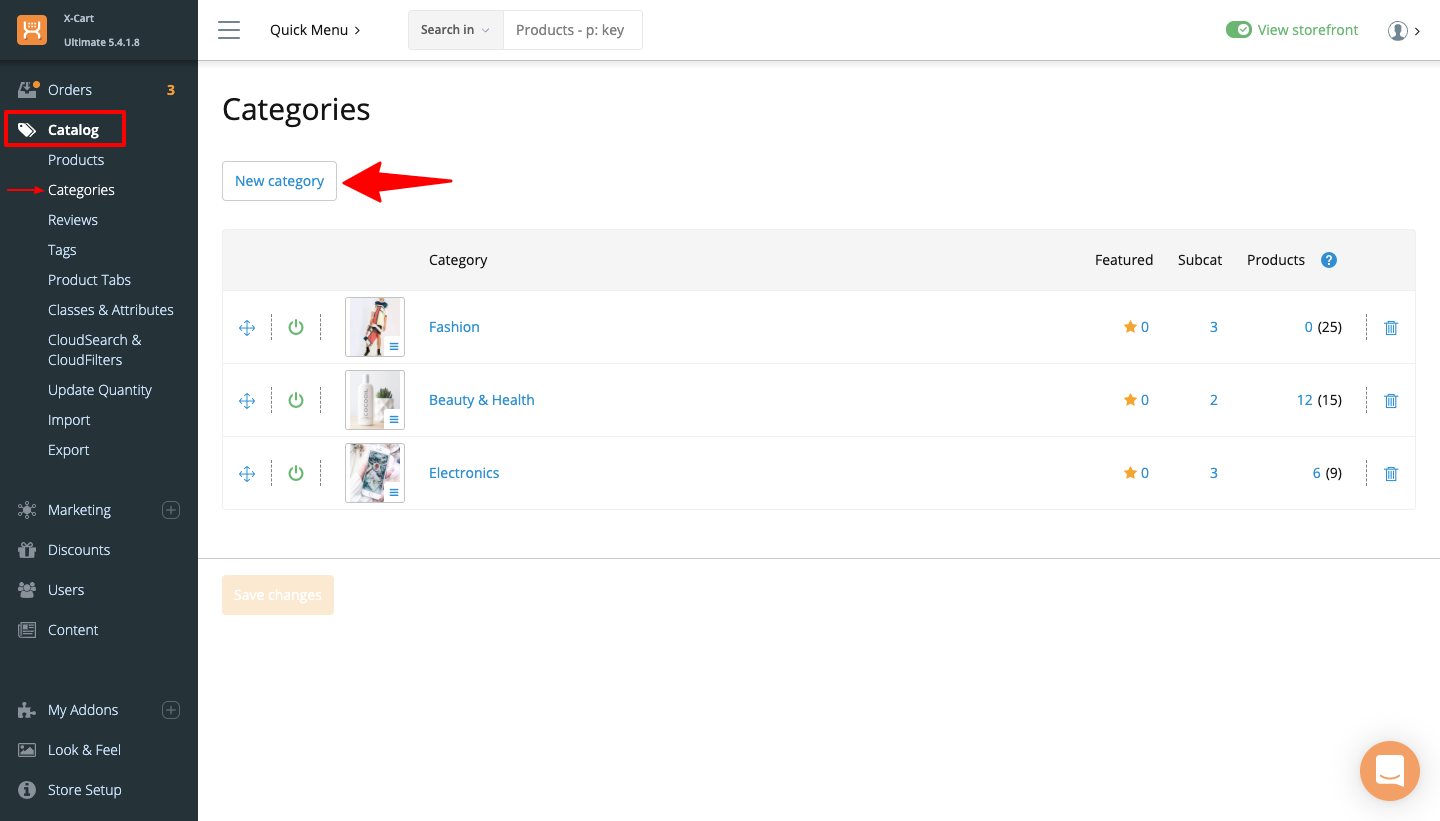 X-Cart
Ultimate 5.4.1.8
Quick Menu
Search in
Products - p: key
View storefront
Orders 3
Catalog
Products
Categories
Reviews
Tags
Product Tabs
Classes & Attributes
CloudSearch &
CloudFilters
Update Quantity
Import
Export
Marketing
Discounts
Users
Content
My Addons
Look & Feel
Store Setup
Categories
New category
Category Featured Subcat Products ?
Fashion 0 3 0 (25)
Beauty & Health 0 2 12 (15)
Electronics 0 3 6 (9)
Save changes